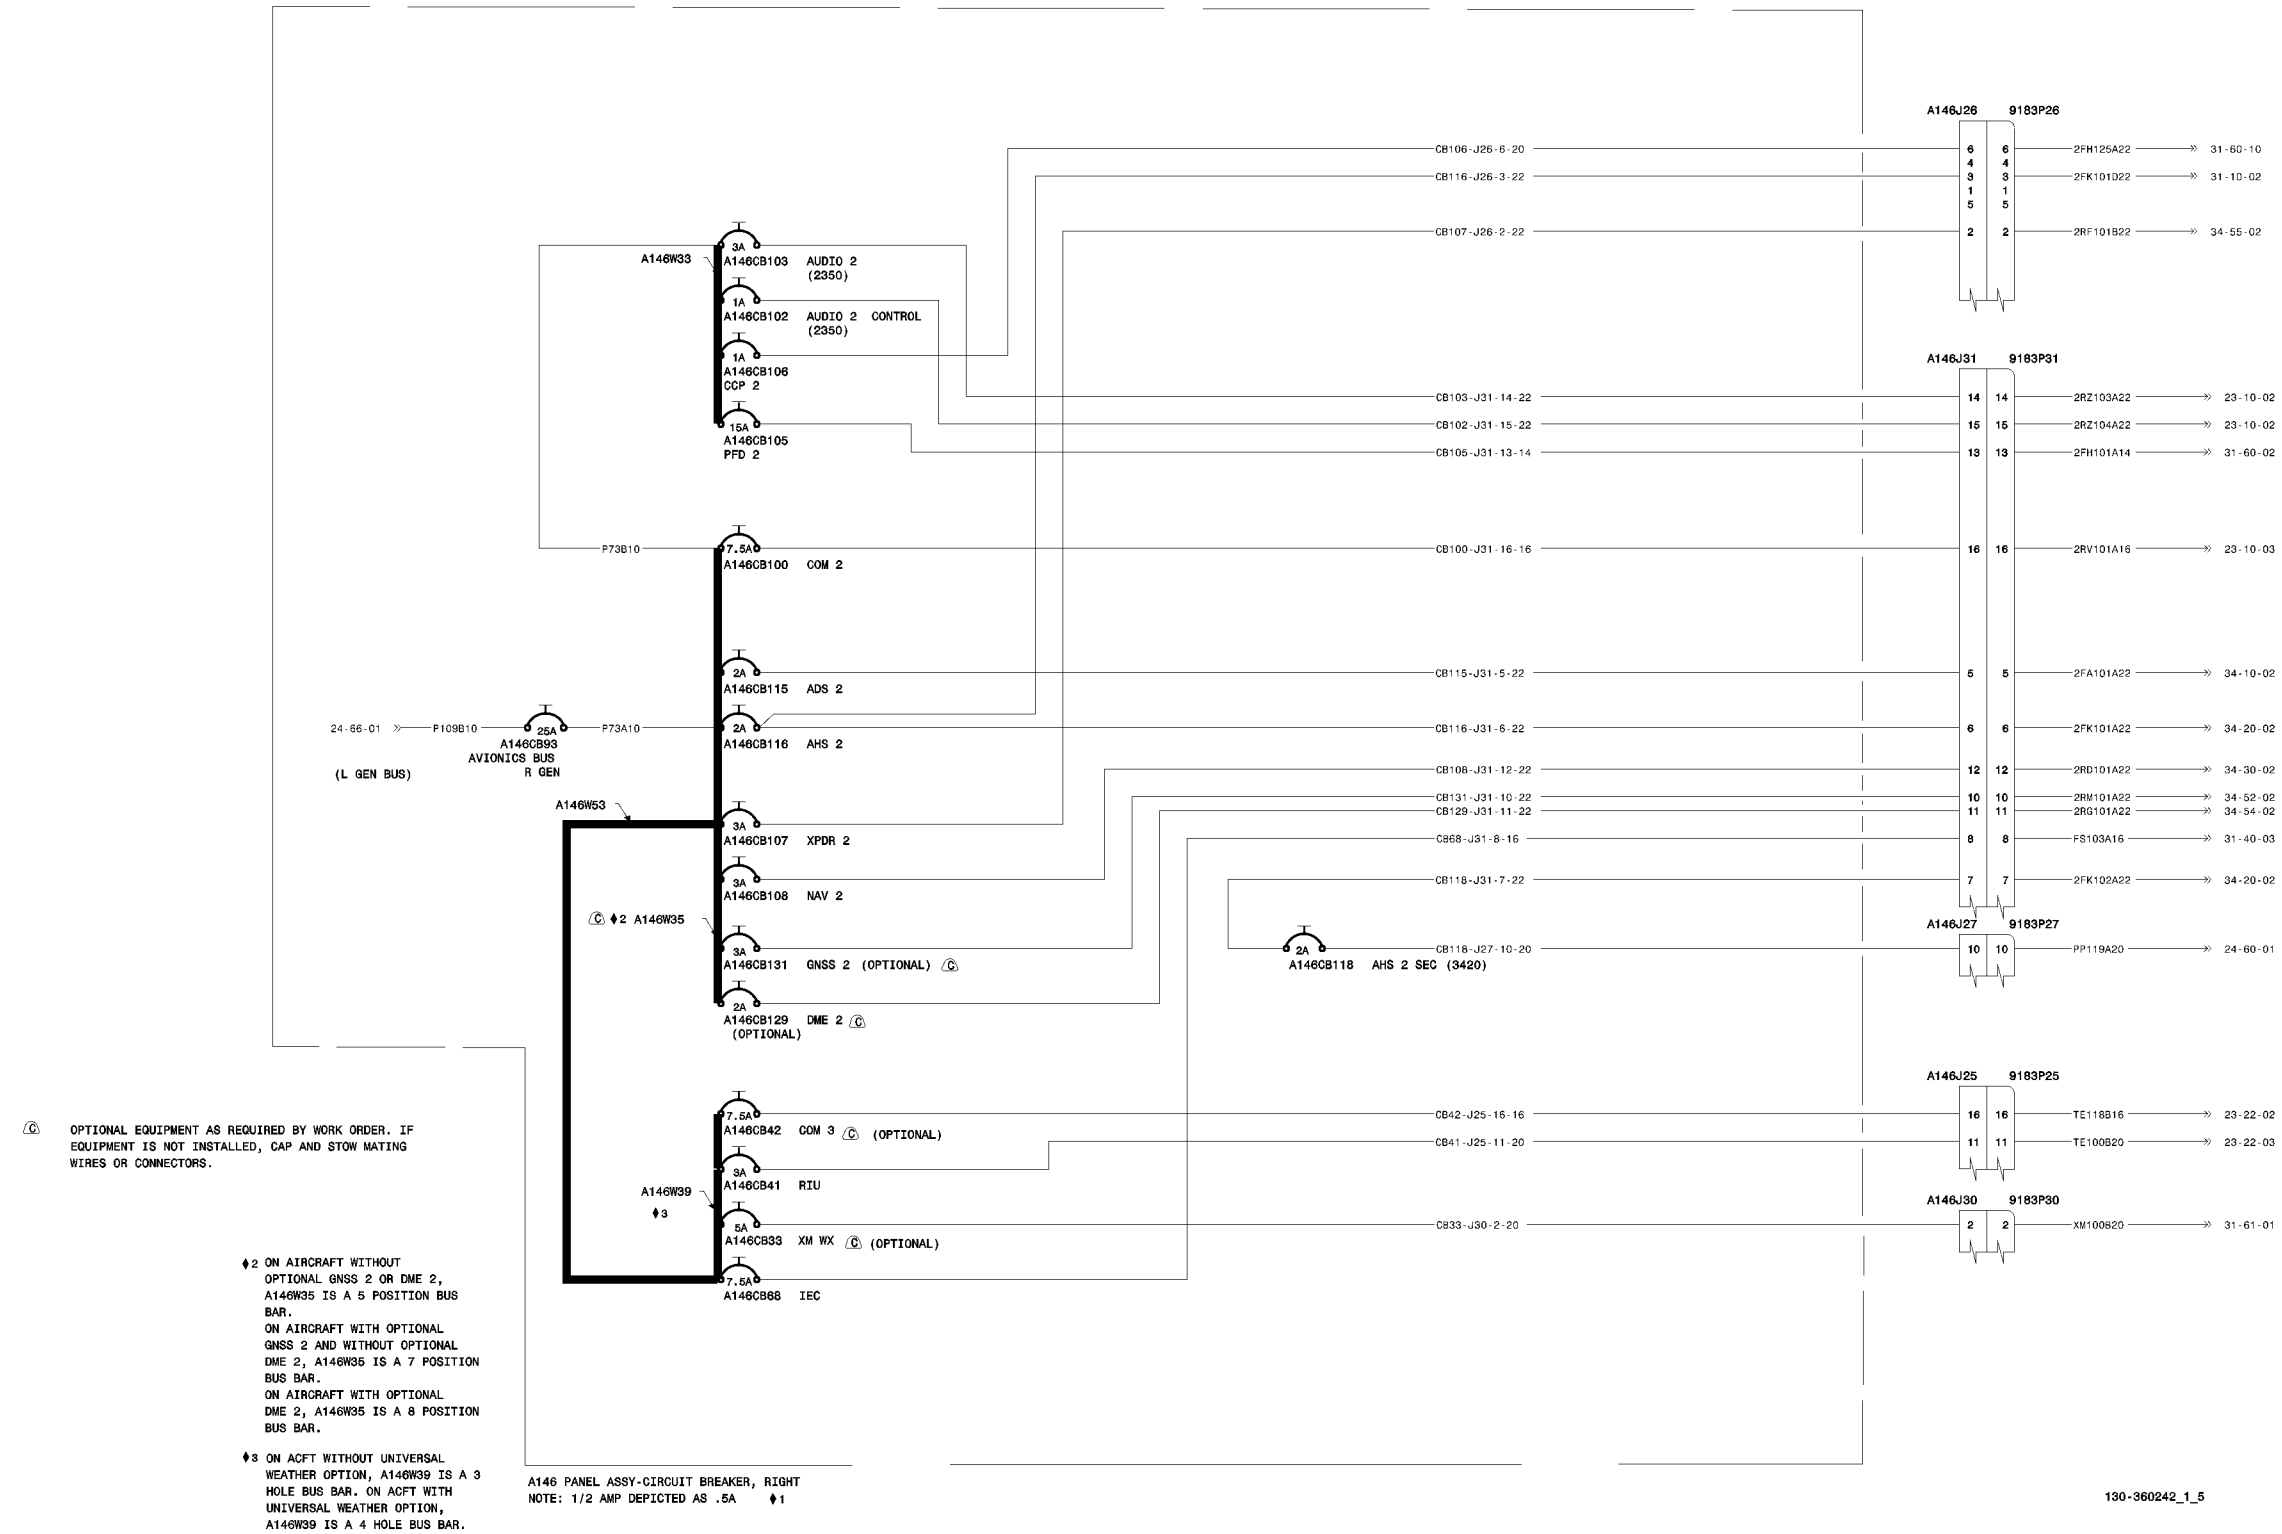 A146J26 9183P26
CB106-J26-6-20 6 6 2FH125A22 31-60-10
4 4
CB116-J26-3-22 3 3 2FK101D22 31-10-02
1 1
5 5
CB107-J26-2-22 2 2 2RF101B22 34-55-02
3A
A146W33 A146CB103 AUDIO 2
(2350)
1A
A146CB102 AUDIO 2 CONTROL
(2350)
1A
A146CB106
CCP 2
A146J31 9183P31
CB103-J31-14-22 14 14 2RZ103A22 23-10-02
15A CB102-J31-15-22 15 15 2RZ104A22 23-10-02
A146CB105
PFD 2 CB105-J31-13-14 13 13 2FH101A14 31-60-02
P73B10 7.5A CB100-J31-16-16 16 16 2RV101A16 23-10-03
A146CB100 COM 2
2A CB115-J31-5-22 5 5 2FA101A22 34-10-02
A146CB115 ADS 2
24-66-01 P109B10 25A P73A10 2A CB116-J31-6-22 6 6 2FK101A22 34-20-02
A146CB93 A146CB116 AHS 2
AVIONICS BUS
R GEN
(L GEN BUS)
CB108-J31-12-22 12 12 2RD101A22 34-30-02
A146W53 CB131-J31-10-22 10 10 2RM101A22 34-52-02
CB129-J31-11-22 11 11 2RG101A22 34-54-02
3A
A146CB107 XPDR 2 CB68-J31-8-16 8 8 FS103A16 31-40-03
3A CB118-J31-7-22 7 7 2FK102A22 34-20-02
A146CB108 NAV 2
C ♦2 A146W35 A146J27 9183P27
3A 2A CB118-J27-10-20 10 10 PP119A20 24-60-01
A146CB131 GNSS 2 (OPTIONAL) C A146CB118 AHS 2 SEC (3420)
2A
A146CB129 DME 2 C
(OPTIONAL)
A146J25 9183P25
7.5A CB42-J25-16-16 16 16 TE118B16 23-22-02
A146CB42 COM 3 C (OPTIONAL)
CB41-J25-11-20 11 11 TE100B20 23-22-03
3A
A146CB41 RIU
A146W39 A146J30 9183P30
♦3
5A CB33-J30-2-20 2 2 XM100B20 31-61-01
A146CB33 XM WX C (OPTIONAL)
7.5A
A146CB68 IEC
C OPTIONAL EQUIPMENT AS REQUIRED BY WORK ORDER. IF
EQUIPMENT IS NOT INSTALLED, CAP AND STOW MATING
WIRES OR CONNECTORS.
♦2 ON AIRCRAFT WITHOUT
OPTIONAL GNSS 2 OR DME 2,
A146W35 IS A 5 POSITION BUS
BAR.
ON AIRCRAFT WITH OPTIONAL
GNSS 2 AND WITHOUT OPTIONAL
DME 2, A146W35 IS A 7 POSITION
BUS BAR.
ON AIRCRAFT WITH OPTIONAL
DME 2, A146W35 IS A 8 POSITION
BUS BAR.
♦3 ON ACFT WITHOUT UNIVERSAL
WEATHER OPTION, A146W39 IS A 3
HOLE BUS BAR. ON ACFT WITH
UNIVERSAL WEATHER OPTION,
A146W39 IS A 4 HOLE BUS BAR.
A146 PANEL ASSY-CIRCUIT BREAKER, RIGHT
NOTE: 1/2 AMP DEPICTED AS .5A ♦1
130-360242_1_5